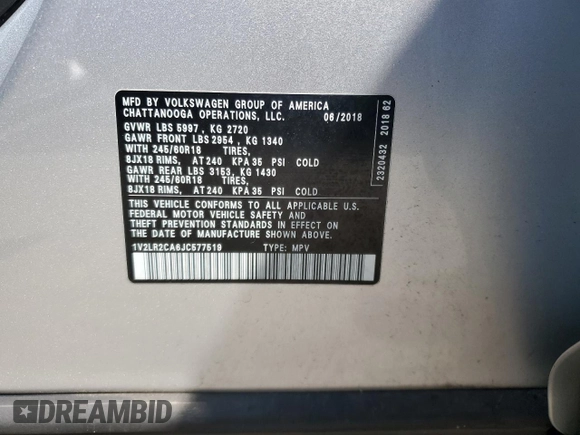 MFD BY VOLKSWAGEN GROUP OF AMERICA
CHATTANOOGA OPERATIONS, LLC. 06/2018
GVWR LBS 5997 , KG 2720
GAWR FRONT LBS 2954 , KG 1340
WITH 245/60R18 TIRES,
8JX18 RIMS, AT 240 KPA 35 PSI COLD
GAWR REAR LBS 3153, KG 1430
WITH 245/60R18 TIRES,
8JX18 RIMS, AT 240 KPA 35 PSI COLD
THIS VEHICLE CONFORMS TO ALL APPLICABLE U.S.
FEDERAL MOTOR VEHICLE SAFETY AND
THEFT PREVENTION STANDARDS IN EFFECT ON
THE DATE OF MANUFACTURE SHOWN ABOVE
1V2LR2CA6JC577519 TYPE: MPV
2320432 2018 62
DREAMBID